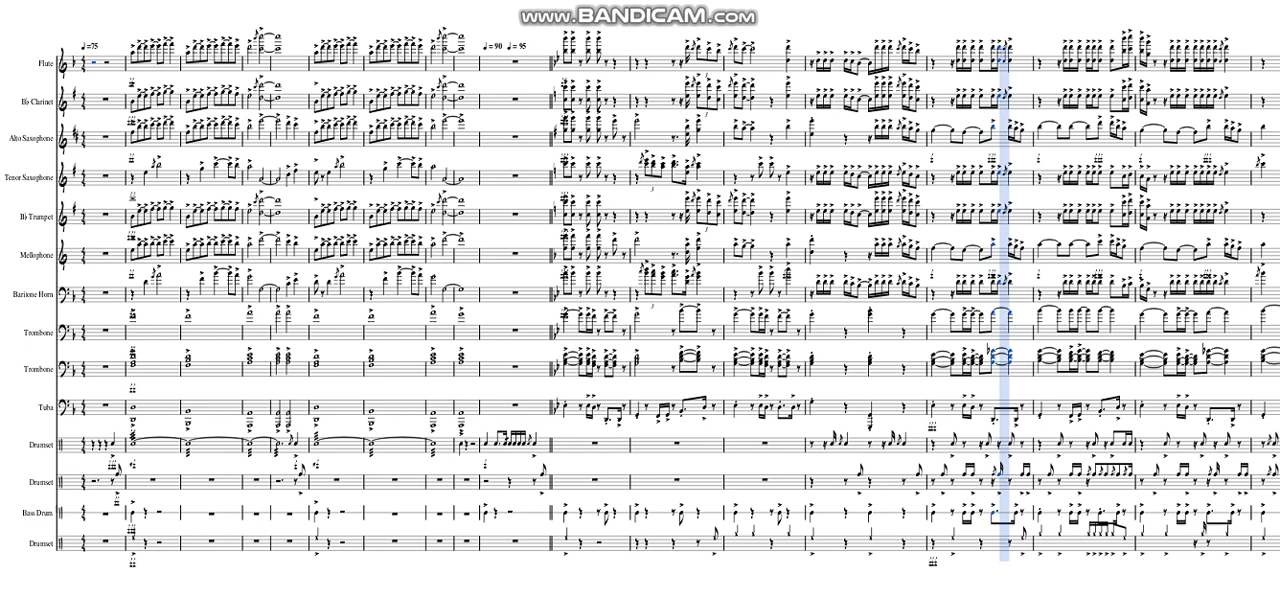 www.BANDICAM.com
♩=75
♩=90 ♩=95
Flute
B♭ Clarinet
Alto Saxophone
Tenor Saxophone
B♭ Trumpet
Mellophone
Baritone Horn
Trombone
Trombone
Tuba
Drumset
Drumset
Bass Drum
Drumset